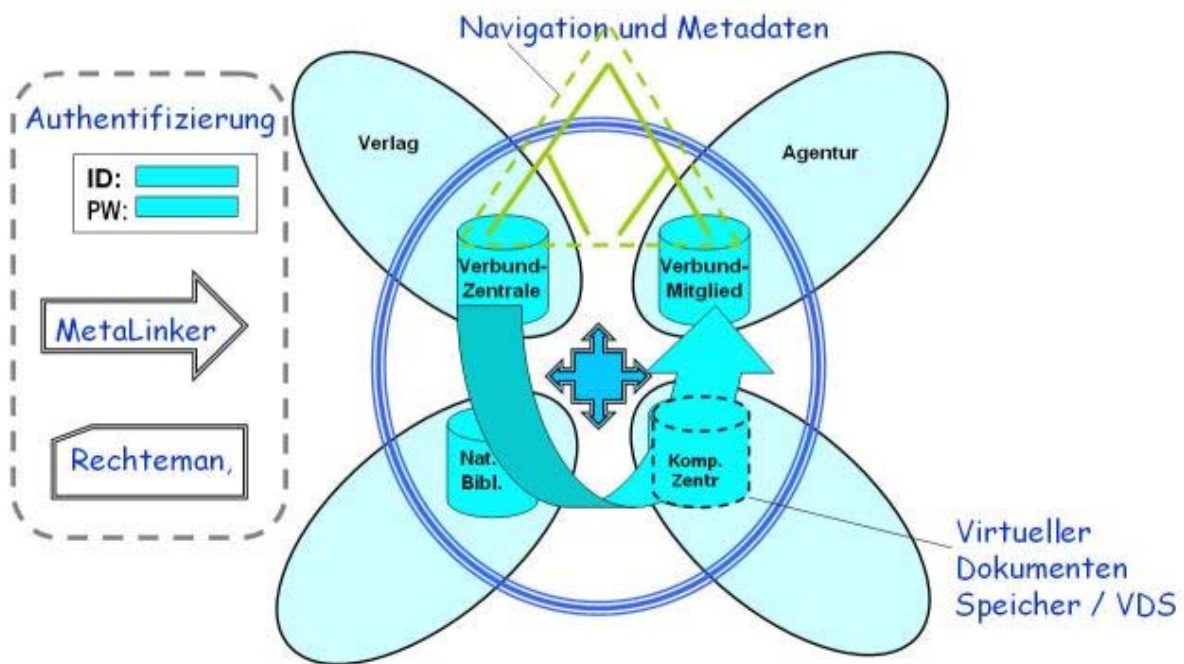 Navigation und Metadaten
Authentifizierung
ID:
PW:
MetaLinker
Rechteman,
Verlag
Agentur
Verbund-
Zentrale
Verbund-
Mitglied
Nat.
Bibl.
Komp.
Zentr
Virtueller
Dokumenten
Speicher / VDS